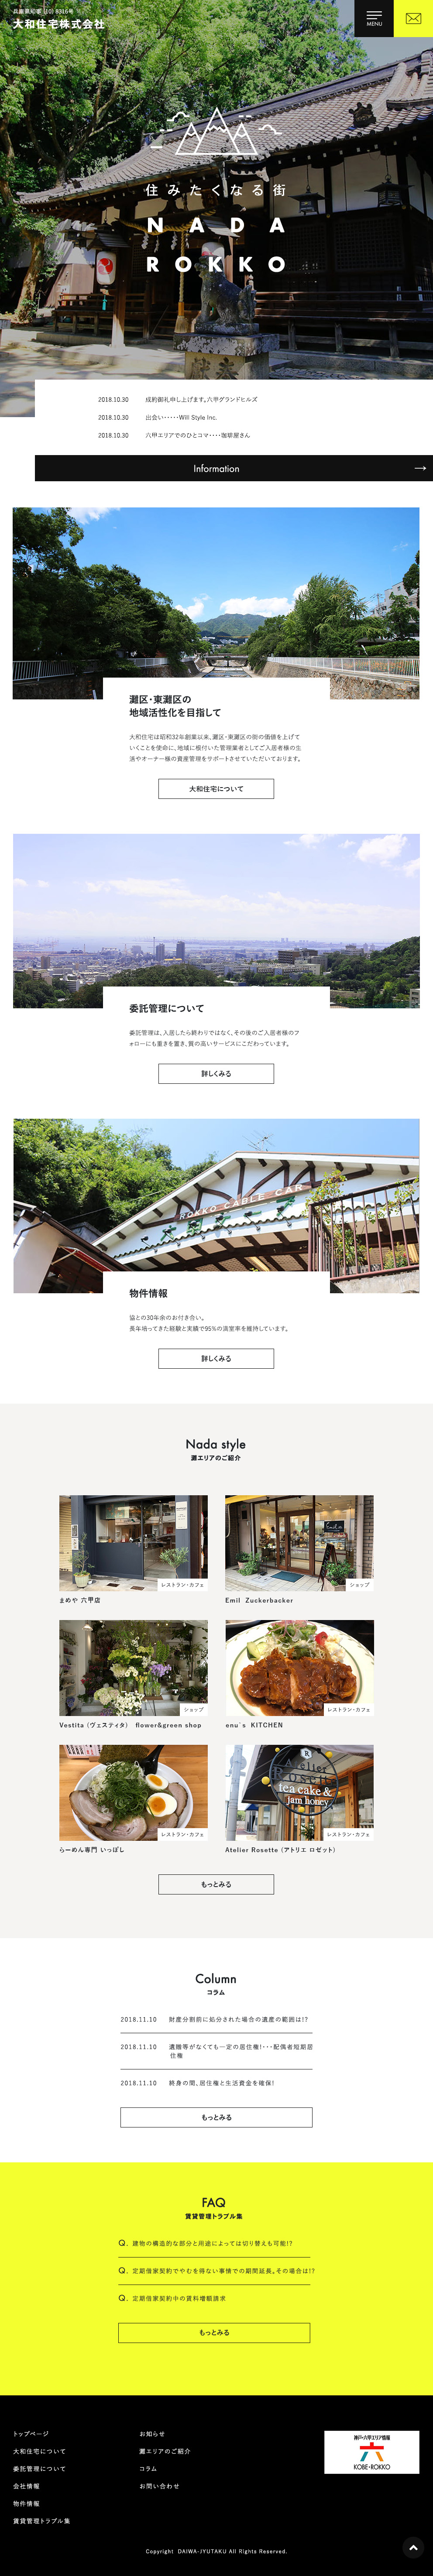 兵庫県知事 (10) 8316号
大和住宅株式会社
MENU
住みたくなる街
NADA
ROKKO
2018.10.30 成約御礼申し上げます。六甲グランドヒルズ
2018.10.30 出会い・・・・・Will Style Inc.
2018.10.30 六甲エリアでのひとコマ・・・・珈琲屋さん
Information
灘区・東灘区の
地域活性化を目指して
大和住宅は昭和32年創業以来、灘区・東灘区の街の価値を上げて
いくことを使命に、地域に根付いた管理業者としてご入居者様の生
活やオーナー様の資産管理をサポートさせていただいております。
大和住宅について
委託管理について
委託管理は、入居したら終わりではなく、その後のご入居者様のフ
ォローにも重きを置き、質の高いサービスにこだわっています。
詳しくみる
ROKKO CABLE CAR
物件情報
協との30年余のお付き合い。
長年培ってきた経験と実績で95%の満室率を維持しています。
詳しくみる
Nada style
灘エリアのご紹介
レストラン・カフェ
まめや 六甲店
ショップ
Emil Zuckerbacker
ショップ
Vestita (ヴェスティタ) flower&green shop
レストラン・カフェ
enu`s KITCHEN
レストラン・カフェ
らーめん専門 いっぽし
Atelier
Rosette
tea cake &
jam honey
レストラン・カフェ
Atelier Rosette (アトリエ ロゼット)
もっとみる
Column
コラム
2018.11.10 財産分割前に処分された場合の遺産の範囲は!?
2018.11.10 遺贈等がなくても一定の居住権!・・・配偶者短期居
住権
2018.11.10 終身の間、居住権と生活資金を確保!
もっとみる
FAQ
賃貸管理トラブル集
Q. 建物の構造的な部分と用途によっては切り替えも可能!?
Q. 定期借家契約でやむを得ない事情での期間延長。その場合は!?
Q. 定期借家契約中の賃料増額請求
もっとみる
トップページ
大和住宅について
委託管理について
会社情報
物件情報
賃貸管理トラブル集
お知らせ
灘エリアのご紹介
コラム
お問い合わせ
神戸・六甲エリア情報
KOBE・ROKKO
Copyright DAIWA-JYUTAKU All Rights Reserved.